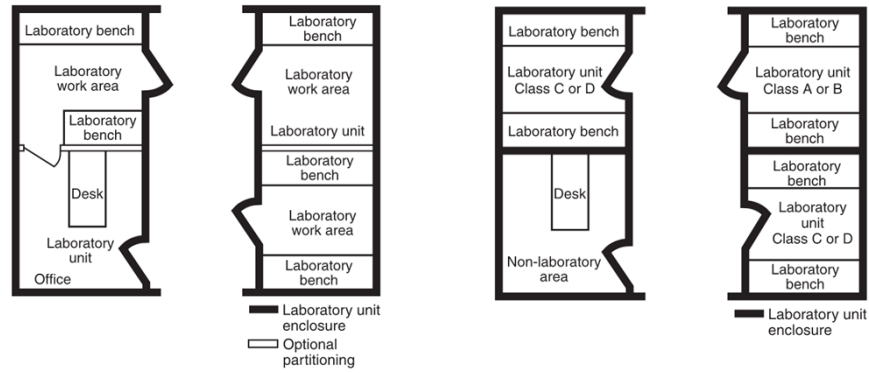 Laboratory bench
Laboratory
work area
Laboratory
bench
Desk
Laboratory
unit
Office
Laboratory
bench
Laboratory
work area
Laboratory unit
Laboratory
bench
Laboratory
work area
Laboratory
bench
Laboratory unit
enclosure
Optional
partitioning
Laboratory bench
Laboratory unit
Class C or D
Laboratory bench
Desk
Non-laboratory
area
Laboratory
bench
Laboratory unit
Class A or B
Laboratory
bench
Laboratory
bench
Laboratory
unit
Class C or D
Laboratory
bench
Laboratory unit
enclosure